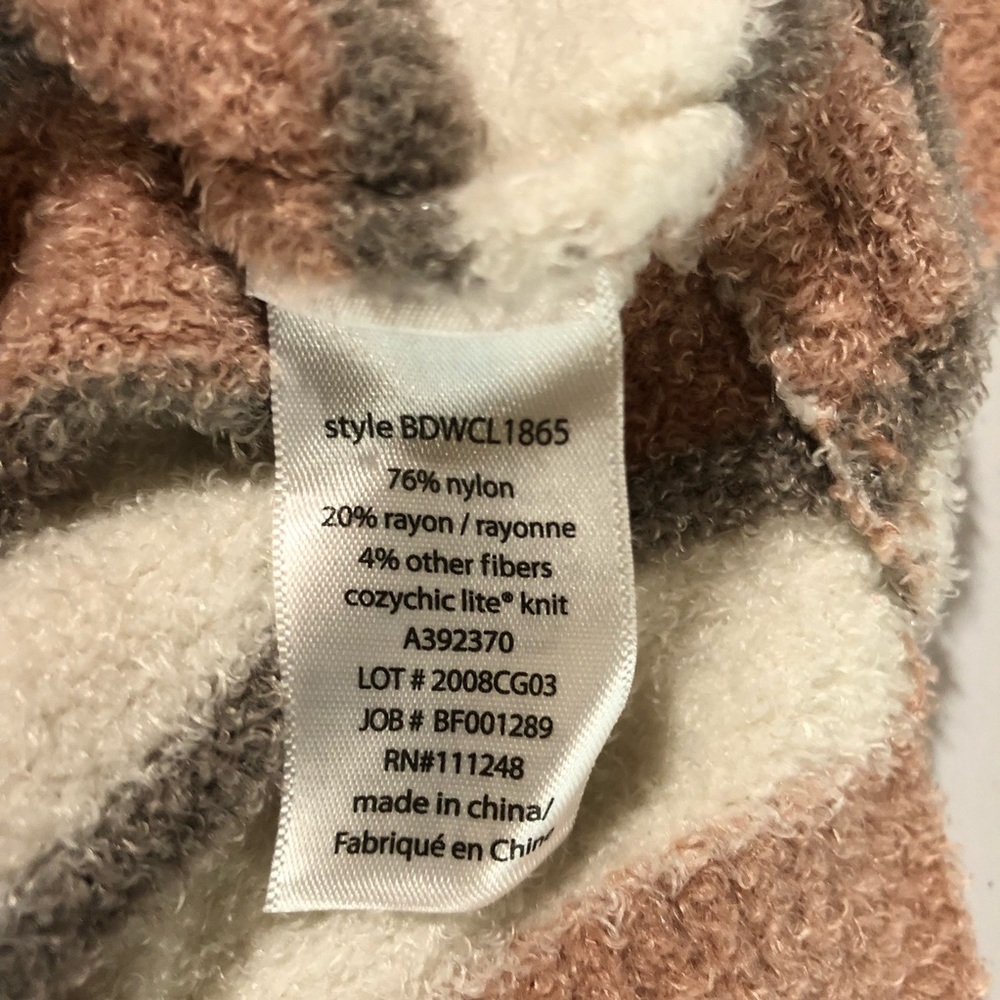 style BDWCL1865
76% nylon
20% rayon / rayonne
4% other fibers
cozychic lite® knit
A392370
LOT # 2008CG03
JOB # BF001289
RN#111248
made in china/
Fabriqué en Chin